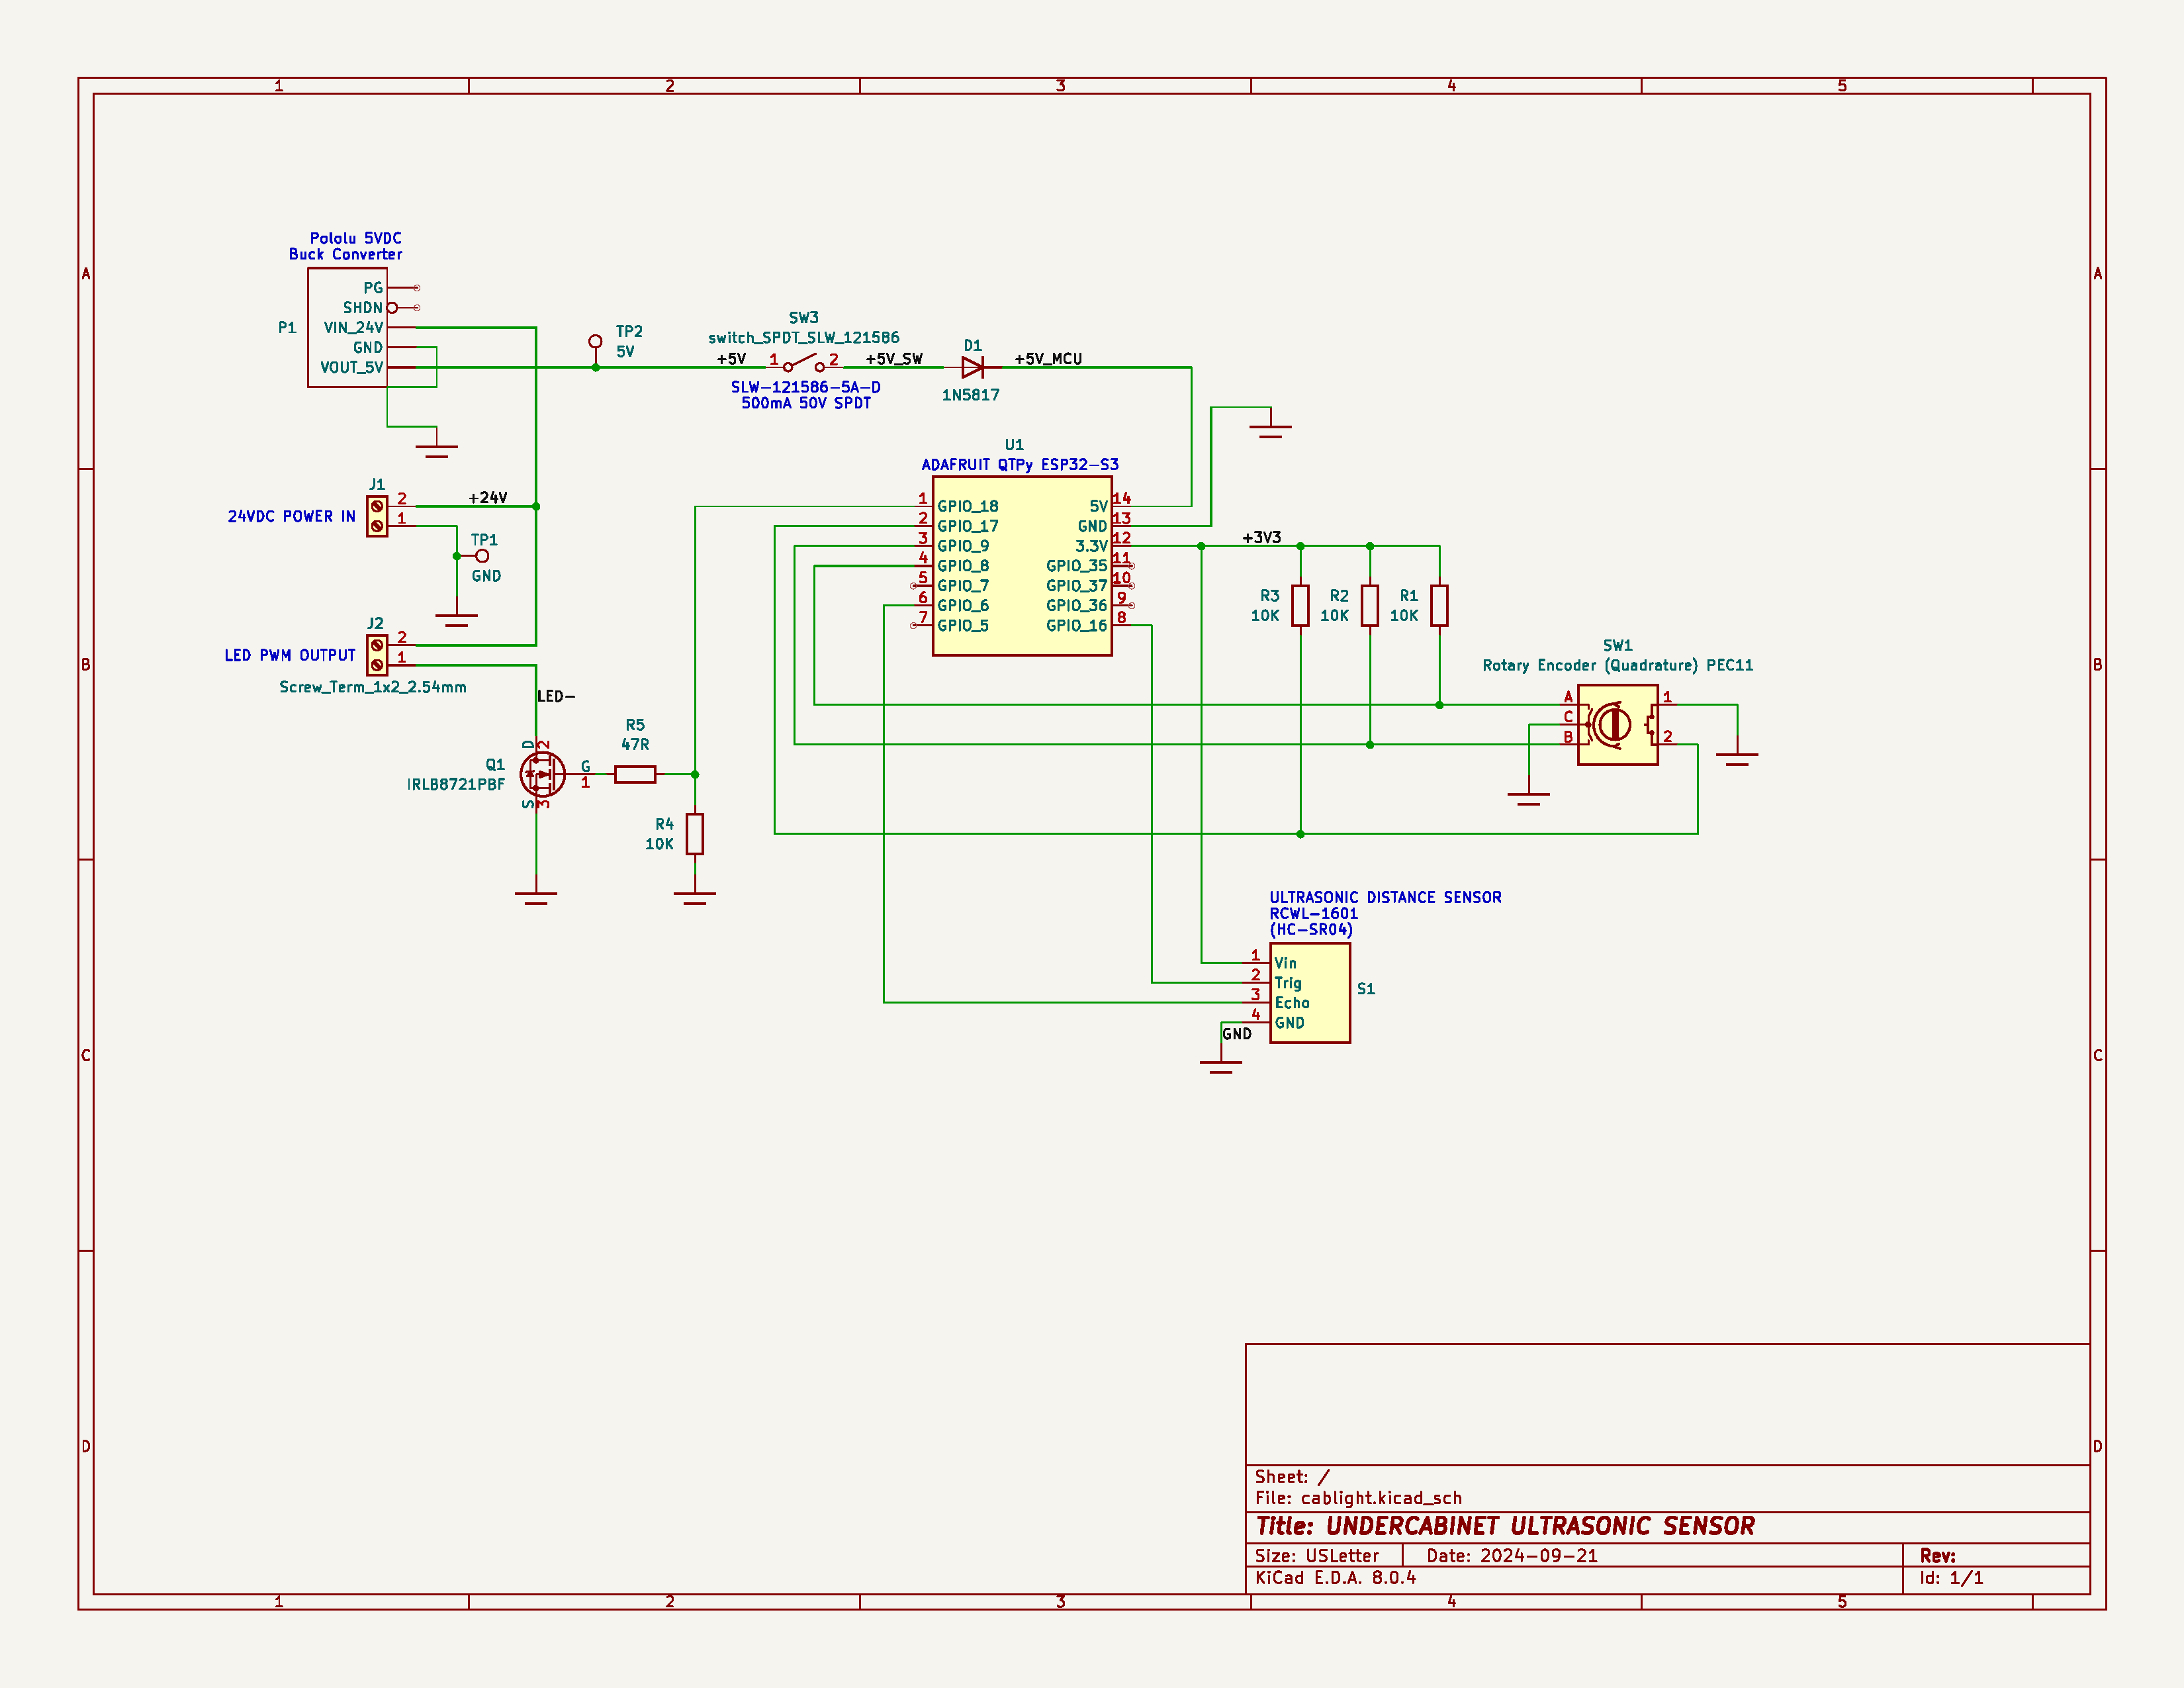 1 2 3 4 5
A A
Pololu 5VDC
Buck Converter
PG
SHDN
P1 VIN_24V
GND
VOUT_5V
TP2
5V
+5V
SW3
switch_SPDT_SLW_121586
1 2
SLW-121586-5A-D
500mA 50V SPDT
+5V_SW
D1
1N5817
+5V_MCU
J1
24VDC POWER IN
2
1
+24V
TP1
GND
J2
LED PWM OUTPUT
2
1
Screw_Term_1x2_2.54mm
LED-
Q1
IRLB8721PBF
D 2
G
1
S 3
R5
47R
R4
10K
U1
ADAFRUIT QTPy ESP32-S3
1 GPIO_18 5V 14
2 GPIO_17 GND 13
3 GPIO_9 3.3V 12
4 GPIO_8 GPIO_35 11
5 GPIO_7 GPIO_37 10
6 GPIO_6 GPIO_36 9
7 GPIO_5 GPIO_16 8
+3V3
R3
10K
R2
10K
R1
10K
B B
SW1
Rotary Encoder (Quadrature) PEC11
A 1
C
B 2
ULTRASONIC DISTANCE SENSOR
RCWL-1601
(HC-SR04)
1 Vin
2 Trig
3 Echo
4 GND
S1
GND
C C
D D
Sheet: /
File: cablight.kicad_sch
Title: UNDERCABINET ULTRASONIC SENSOR
Size: USLetter Date: 2024-09-21 Rev:
KiCad E.D.A. 8.0.4 Id: 1/1
1 2 3 4 5